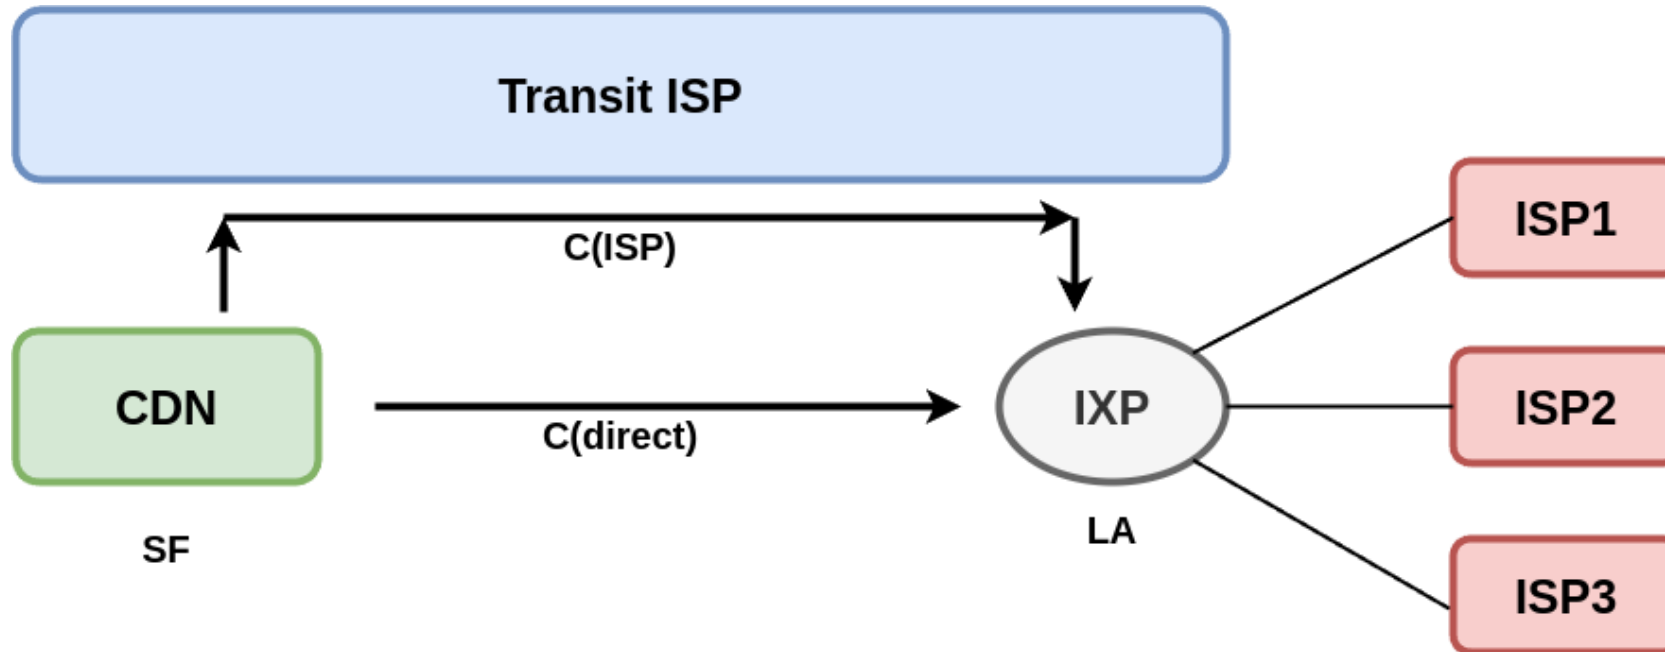 Transit ISP
C(ISP)
ISP1
CDN
C(direct)
IXP
ISP2
SF
LA
ISP3